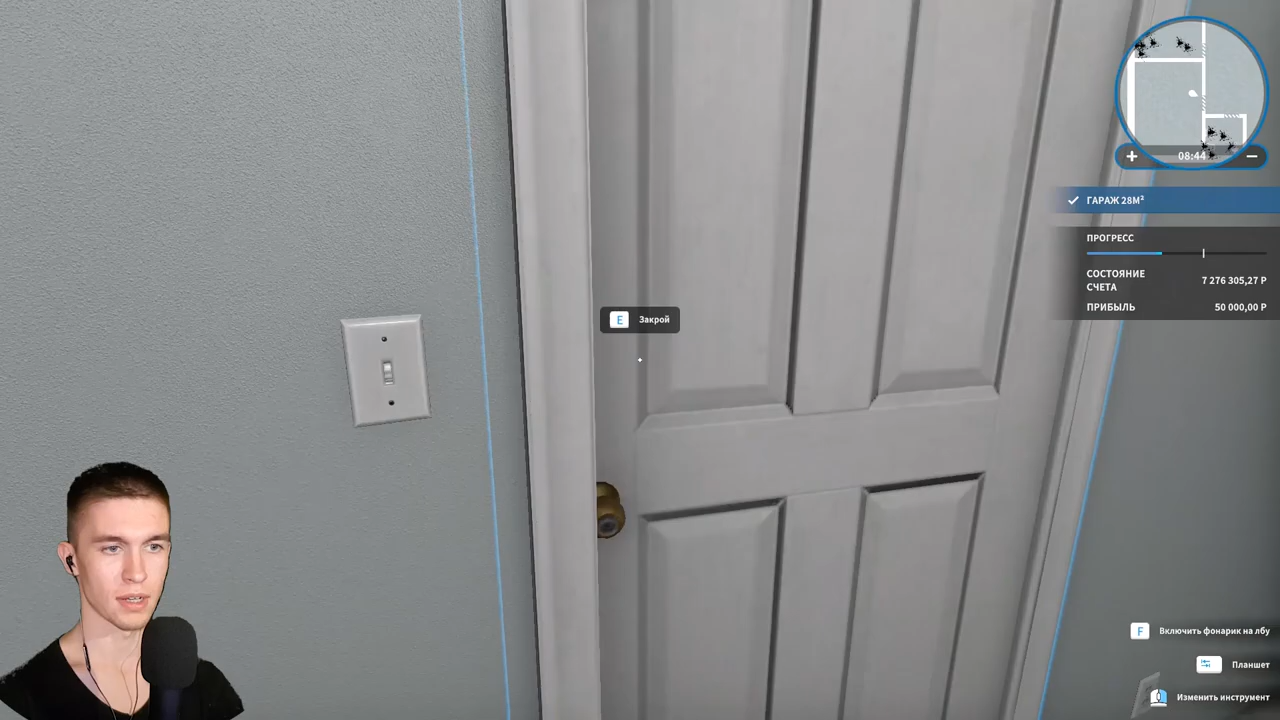 08:44
ГАРАЖ 28М²
ПРОГРЕСС
СОСТОЯНИЕ
СЧЕТА
7 276 305,27 Р
ПРИБЫЛЬ
50 000,00 Р
E Закрой
F Включить фонарик на лбу
Планшет
Изменить инструмент